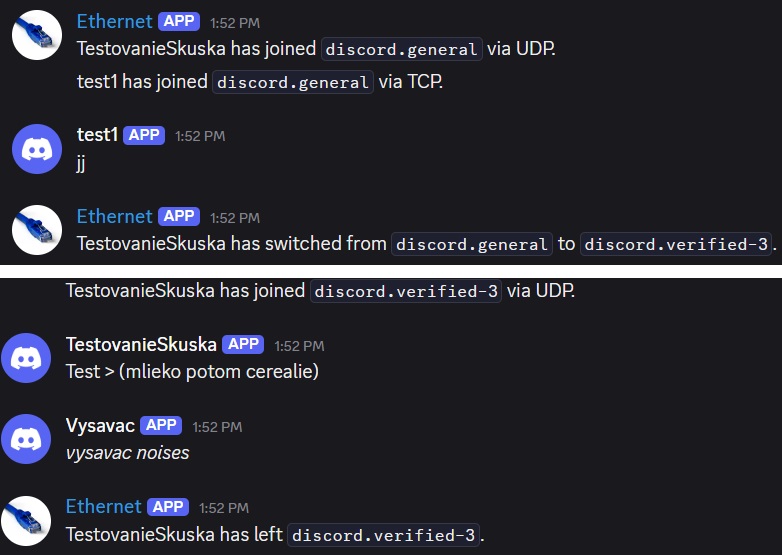 Ethernet APP 1:52 PM
TestovanieSkuska has joined discord.general via UDP.
test1 has joined discord.general via TCP.
test1 APP 1:52 PM
jj
Ethernet APP 1:52 PM
TestovanieSkuska has switched from discord.general to discord.verified-3.
TestovanieSkuska has joined discord.verified-3 via UDP.
TestovanieSkuska APP 1:52 PM
Test > (mlieko potom cerealie)
Vysavac APP 1:52 PM
vysavac noises
Ethernet APP 1:52 PM
TestovanieSkuska has left discord.verified-3.